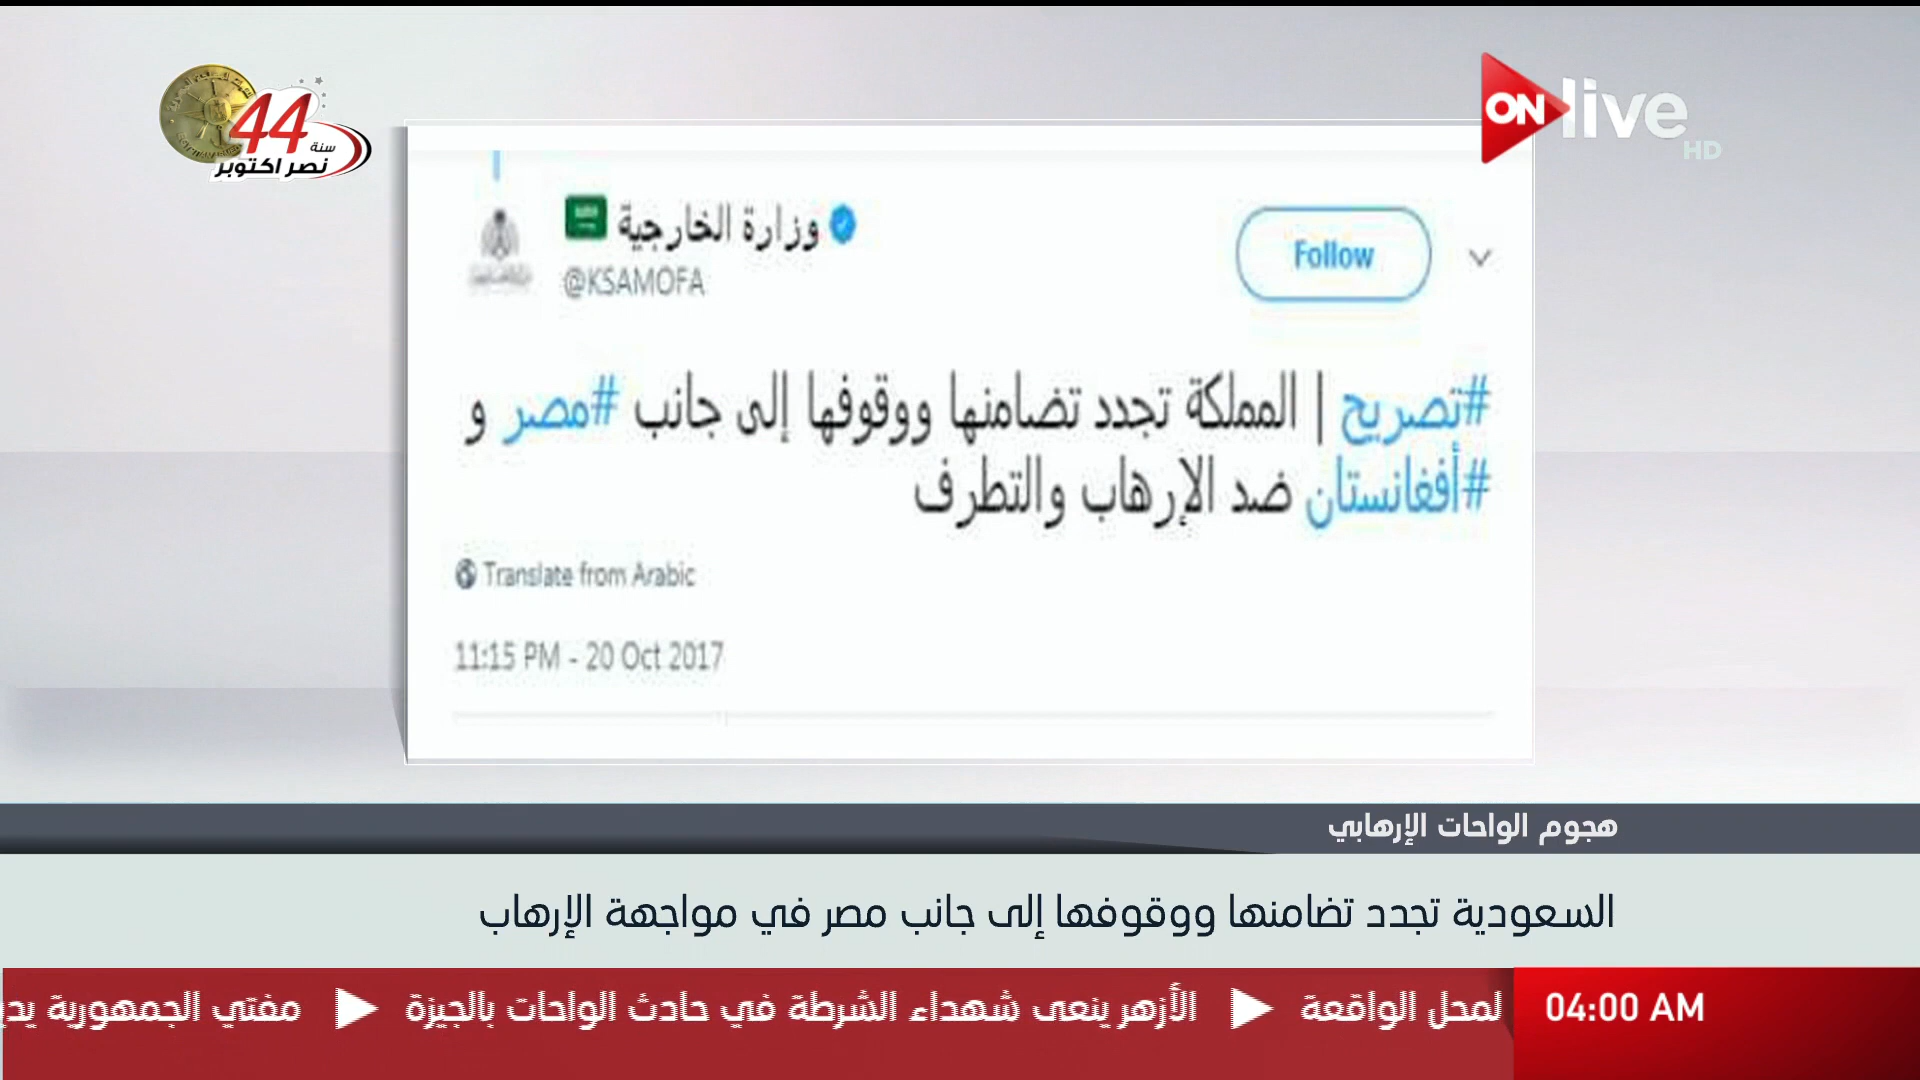 44
سنة
نصر اكتوبر
ON live
HD
وزارة الخارجية
@KSAMOFA
Follow
#تصريح | المملكة تجدد تضامنها ووقوفها إلى جانب #مصر و
#أفغانستان ضد الإرهاب والتطرف
Translate from Arabic
11:15 PM - 20 Oct 2017
هجوم الواحات الإرهابي
السعودية تجدد تضامنها ووقوفها إلى جانب مصر في مواجهة الإرهاب
04:00 AM
لمحل الواقعة ◀ الأزهر ينعى شهداء الشرطة في حادث الواحات بالجيزة ◀ مفتي الجمهورية